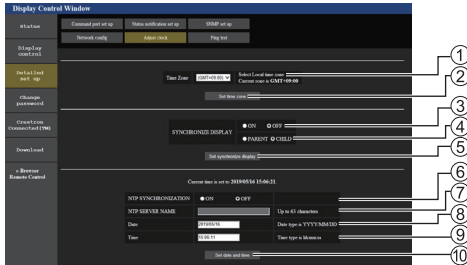 Display Control Window
Status
Display control
Detailed set up
Change password
Crestron Connected(TM)
Download
e Browser Remote Control
Command port set up
Status notification set up
SNMP set up
Network config
Adjust clock
Ping test
Time Zone (GMT+09:00) Select Local time zone
Current zone is GMT+09:00
Set time zone
SYNCHRONIZE DISPLAY ON OFF
PARENT CHILD
Set synchronize display
Current time is set to 2019/05/16 15:06:21.
NTP SYNCHRONIZATION ON OFF
NTP SERVER NAME Up to 63 characters
Date 2019/05/16 Date type is YYYY/MM/DD
Time 15:06:11 Time type is hh:mm:ss
Set date and time
1
2
3
4
5
6
7
8
9
10